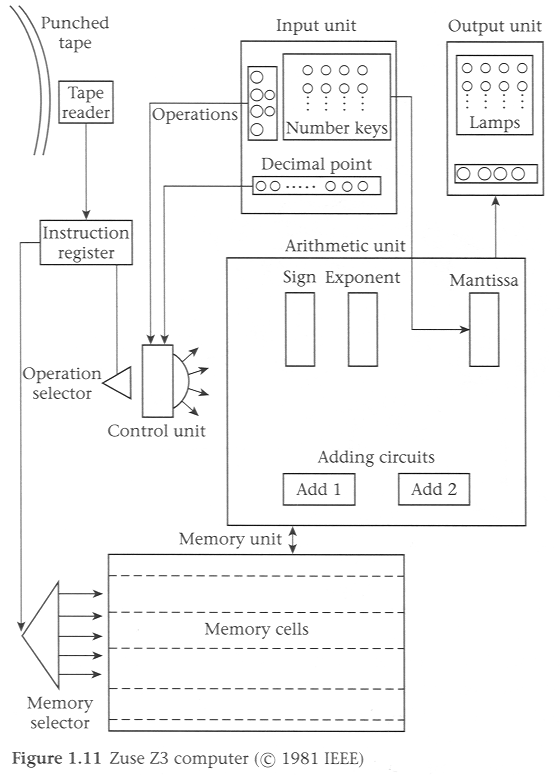 Punched
tape
Input unit
Output unit
Tape
reader
Operations
Number keys
Lamps
Decimal point
Instruction
register
Arithmetic unit
Sign Exponent Mantissa
Operation
selector
Control unit
Adding circuits
Add 1
Add 2
Memory unit
Memory cells
Memory
selector
Figure 1.11 Zuse Z3 computer (© 1981 IEEE)